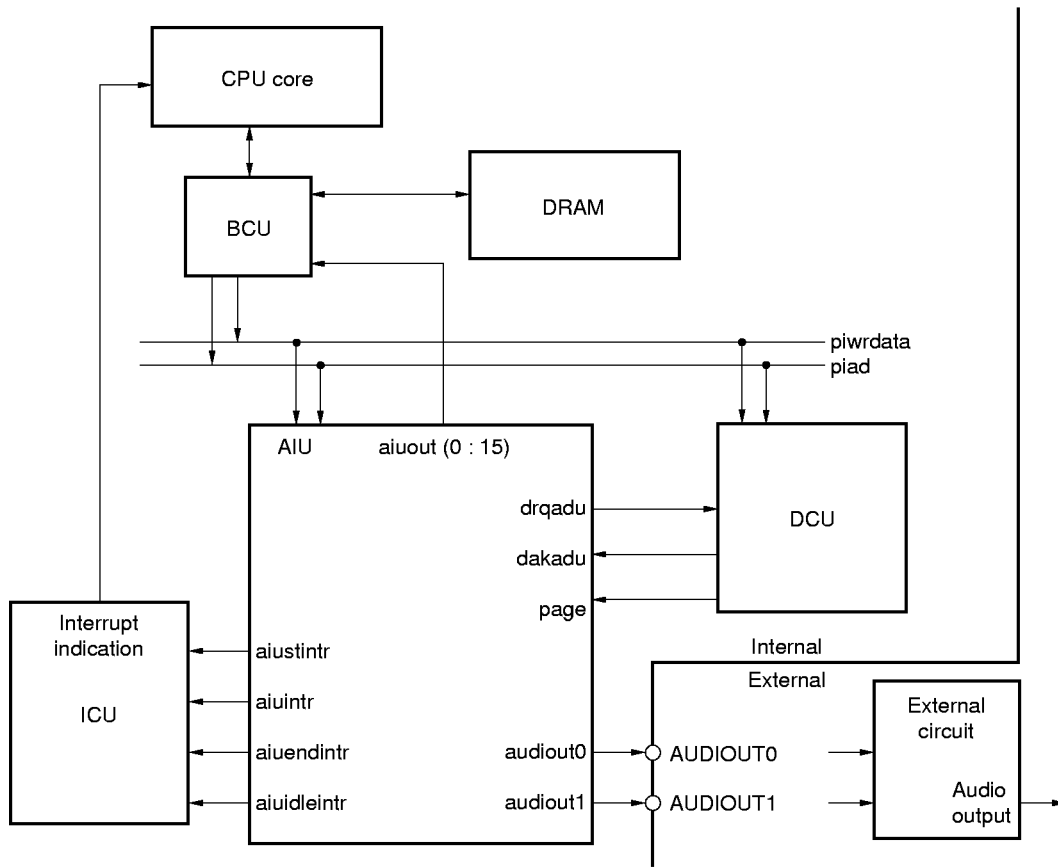 CPU core
DRAM
BCU
piwrdata
piad
AIU
aiuout (0 : 15)
drqadu
DCU
dakadu
page
Interrupt
indication
ICU
aiustintr
aiuintr
aiuendintr
aiuidleintr
Internal
External
audiout0
AUDIOUT0
audiout1
AUDIOUT1
External
circuit
Audio
output